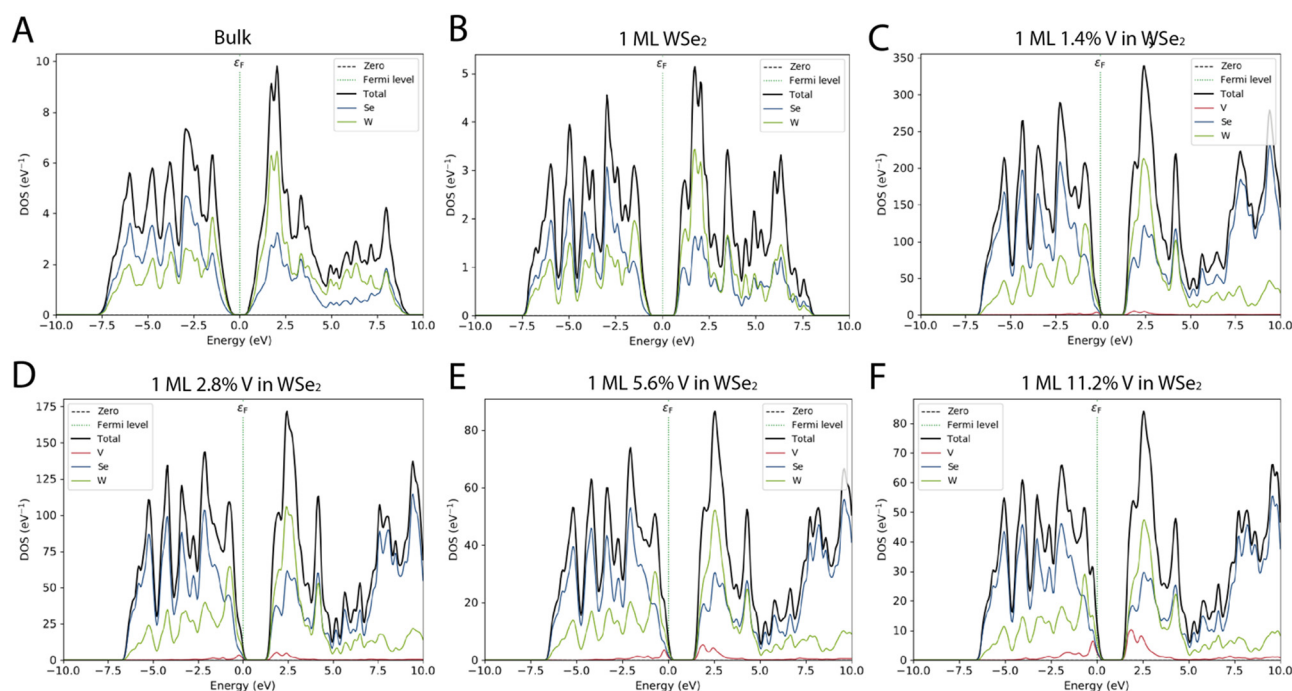 A
Bulk
εF
Zero
Fermi level
Total
Se
W
DOS (eV⁻¹)
10
8
6
4
2
0
−10.0 −7.5 −5.0 −2.5 0.0 2.5 5.0 7.5 10.0
Energy (eV)
B
1 ML WSe₂
εF
Zero
Fermi level
Total
Se
W
DOS (eV⁻¹)
5
4
3
2
1
0
−10.0 −7.5 −5.0 −2.5 0.0 2.5 5.0 7.5 10.0
Energy (eV)
C
1 ML 1.4% V in WSe₂
εF
Zero
Fermi level
Total
V
Se
W
DOS (eV⁻¹)
350
300
250
200
150
100
50
0
−10.0 −7.5 −5.0 −2.5 0.0 2.5 5.0 7.5 10.0
Energy (eV)
D
1 ML 2.8% V in WSe₂
εF
Zero
Fermi level
Total
V
Se
W
DOS (eV⁻¹)
175
150
125
100
75
50
25
0
−10.0 −7.5 −5.0 −2.5 0.0 2.5 5.0 7.5 10.0
Energy (eV)
E
1 ML 5.6% V in WSe₂
εF
Zero
Fermi level
Total
V
Se
W
DOS (eV⁻¹)
80
60
40
20
0
−10.0 −7.5 −5.0 −2.5 0.0 2.5 5.0 7.5 10.0
Energy (eV)
F
1 ML 11.2% V in WSe₂
εF
Zero
Fermi level
Total
V
Se
W
DOS (eV⁻¹)
80
70
60
50
40
30
20
10
0
−10.0 −7.5 −5.0 −2.5 0.0 2.5 5.0 7.5 10.0
Energy (eV)